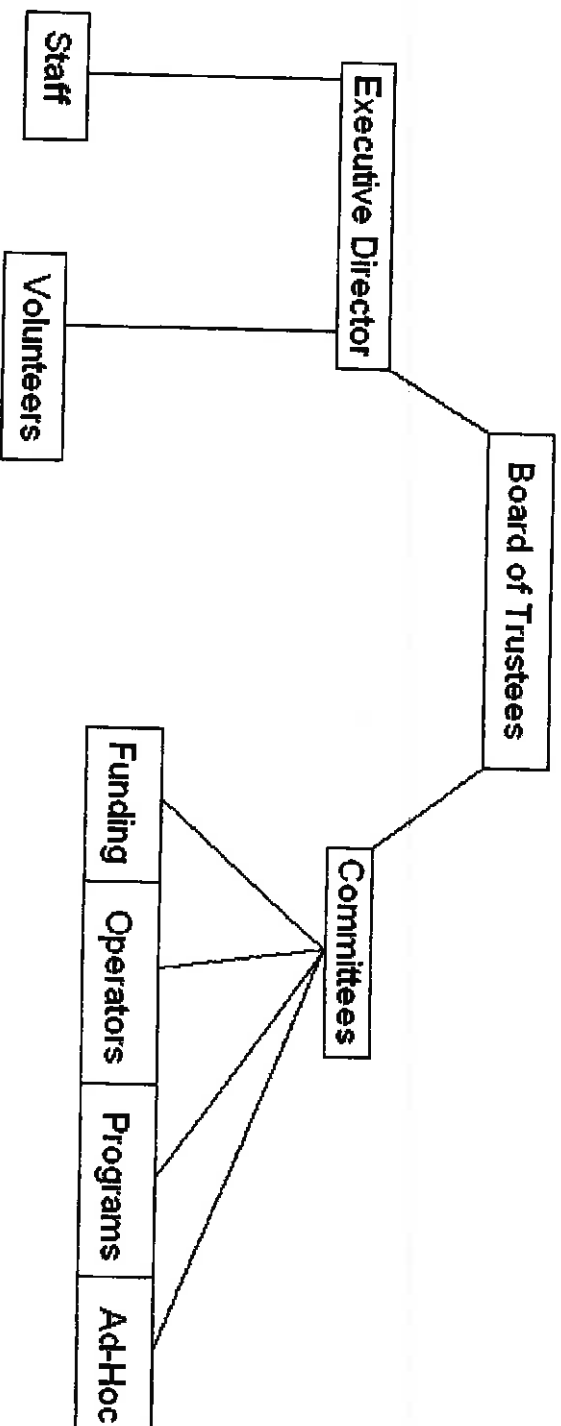 Board of Trustees
Executive Director
Committees
Staff
Volunteers
Funding
Operators
Programs
Ad-Hoc